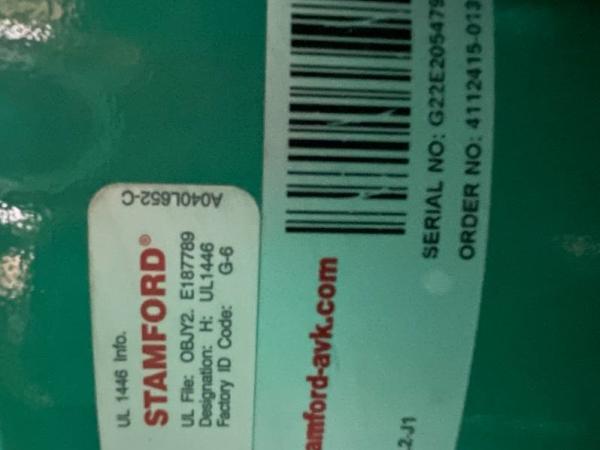 UL 1446 Info.
STAMFORD®
UL File: OBJY2. E187789
Designation: H: UL1446
Factory ID Code: G-6
A040L652-C
amford-avk.com
.2-J1
SERIAL NO: G22E205479
ORDER NO: 4112415-013